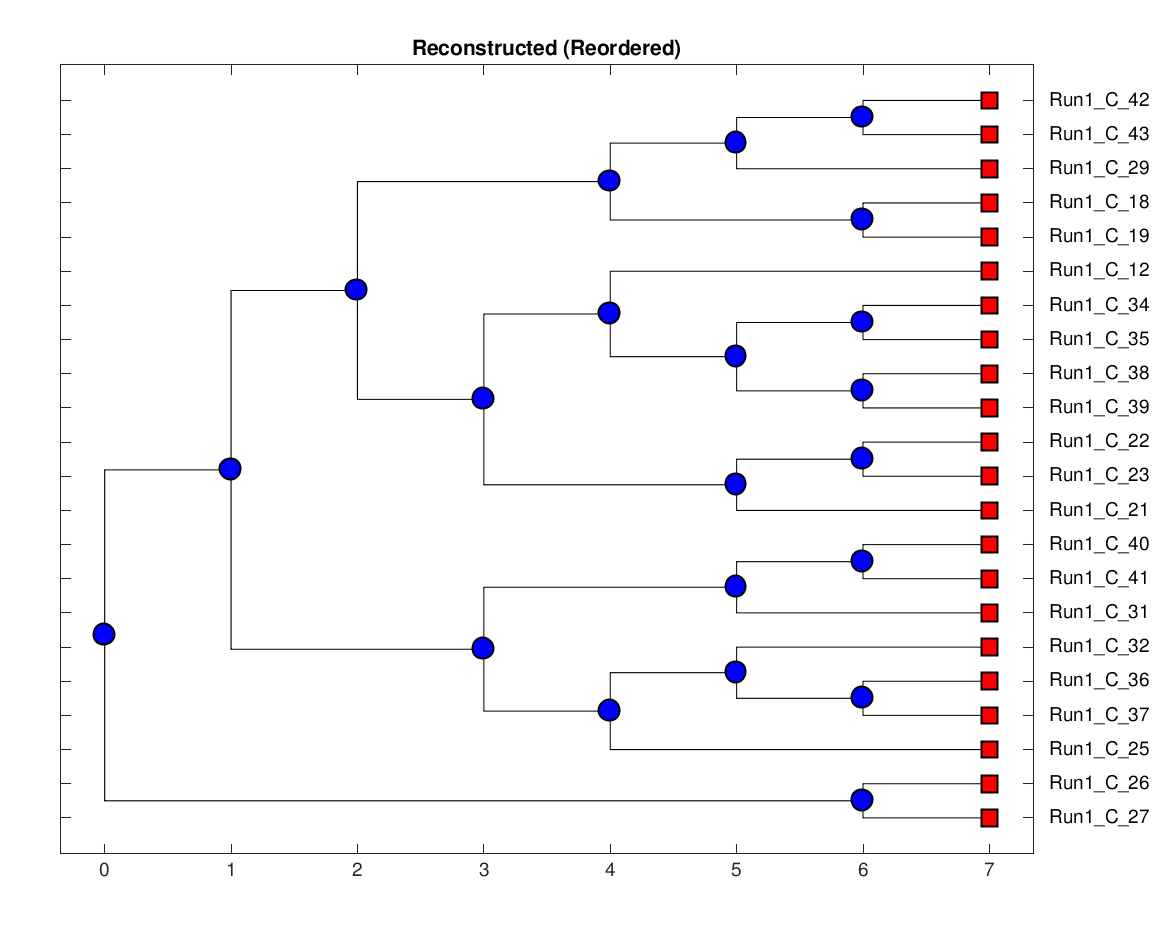 Reconstructed (Reordered)
Run1_C_42
Run1_C_43
Run1_C_29
Run1_C_18
Run1_C_19
Run1_C_12
Run1_C_34
Run1_C_35
Run1_C_38
Run1_C_39
Run1_C_22
Run1_C_23
Run1_C_21
Run1_C_40
Run1_C_41
Run1_C_31
Run1_C_32
Run1_C_36
Run1_C_37
Run1_C_25
Run1_C_26
Run1_C_27
0 1 2 3 4 5 6 7